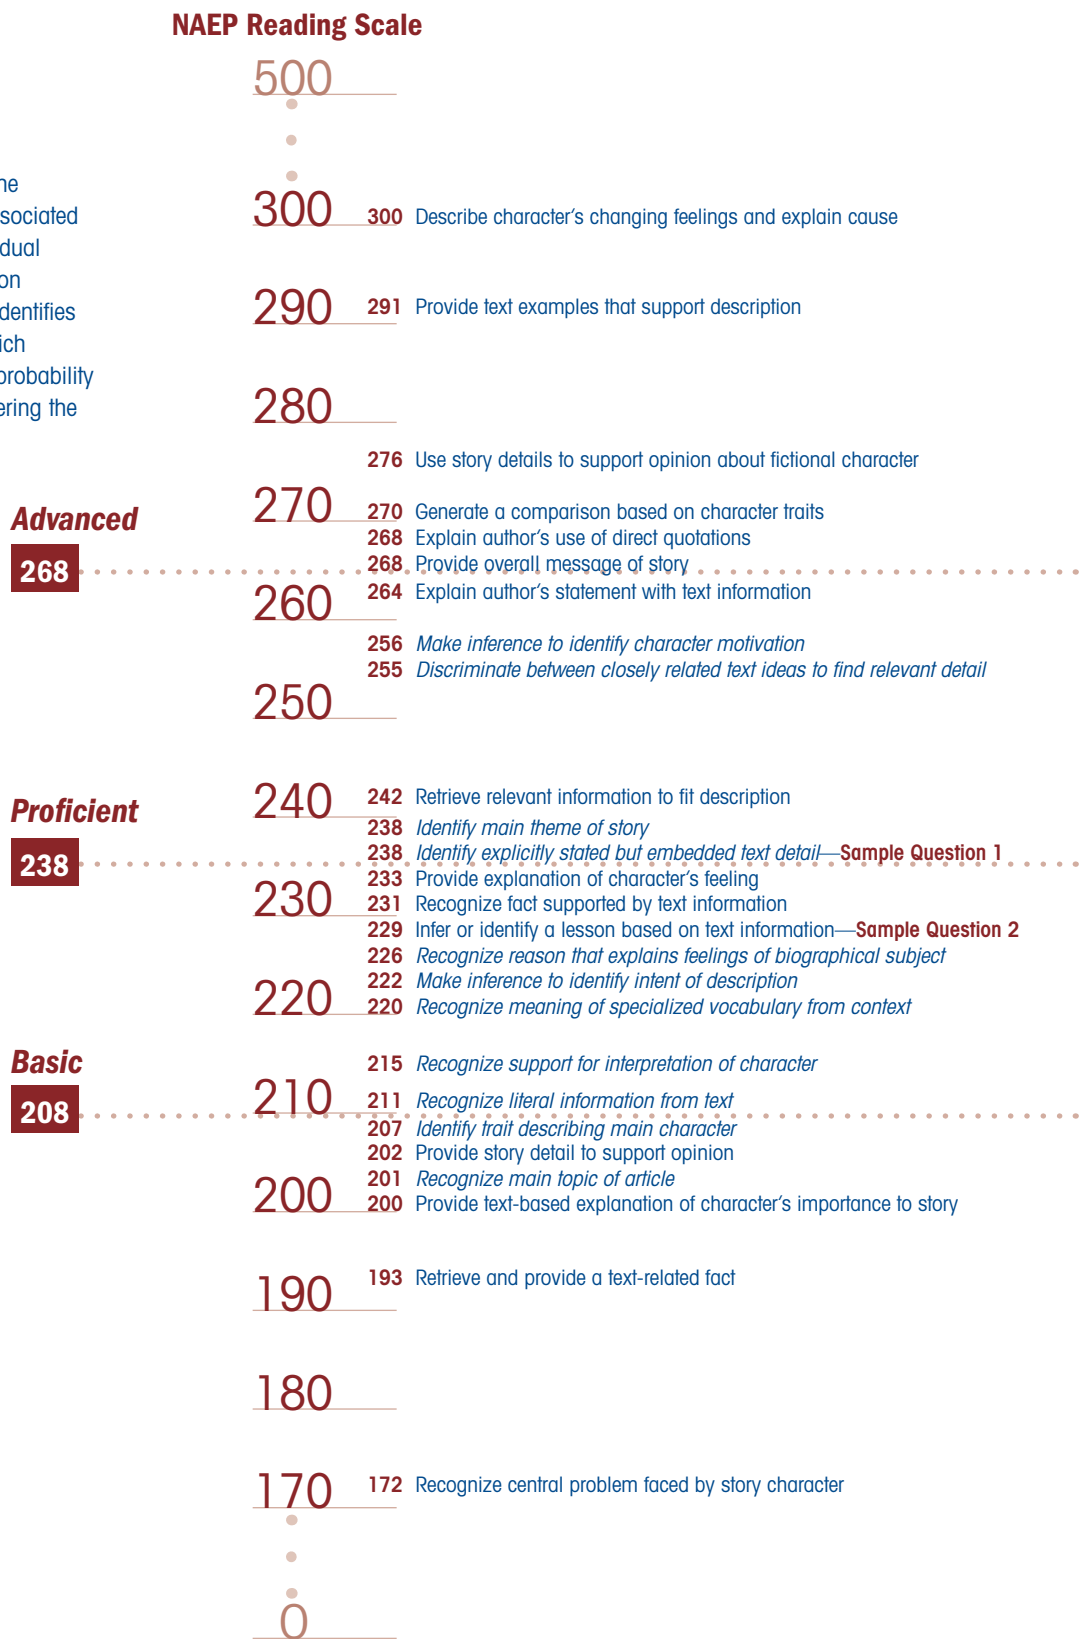 NAEP Reading Scale
500
he
sociated
dual
on
dentifies
ich
probability
ering the
300
300 Describe character's changing feelings and explain cause
290
291 Provide text examples that support description
280
276 Use story details to support opinion about fictional character
Advanced
268
270
270 Generate a comparison based on character traits
268 Explain author's use of direct quotations
268 Provide overall message of story
260
264 Explain author's statement with text information
256 Make inference to identify character motivation
255 Discriminate between closely related text ideas to find relevant detail
250
Proficient
238
240
242 Retrieve relevant information to fit description
238 Identify main theme of story
238 Identify explicitly stated but embedded text detail—Sample Question 1
230
233 Provide explanation of character's feeling
231 Recognize fact supported by text information
229 Infer or identify a lesson based on text information—Sample Question 2
226 Recognize reason that explains feelings of biographical subject
222 Make inference to identify intent of description
220
220 Recognize meaning of specialized vocabulary from context
Basic
208
215 Recognize support for interpretation of character
210
211 Recognize literal information from text
207 Identify trait describing main character
202 Provide story detail to support opinion
201 Recognize main topic of article
200
200 Provide text-based explanation of character's importance to story
193 Retrieve and provide a text-related fact
190
180
170
172 Recognize central problem faced by story character
0